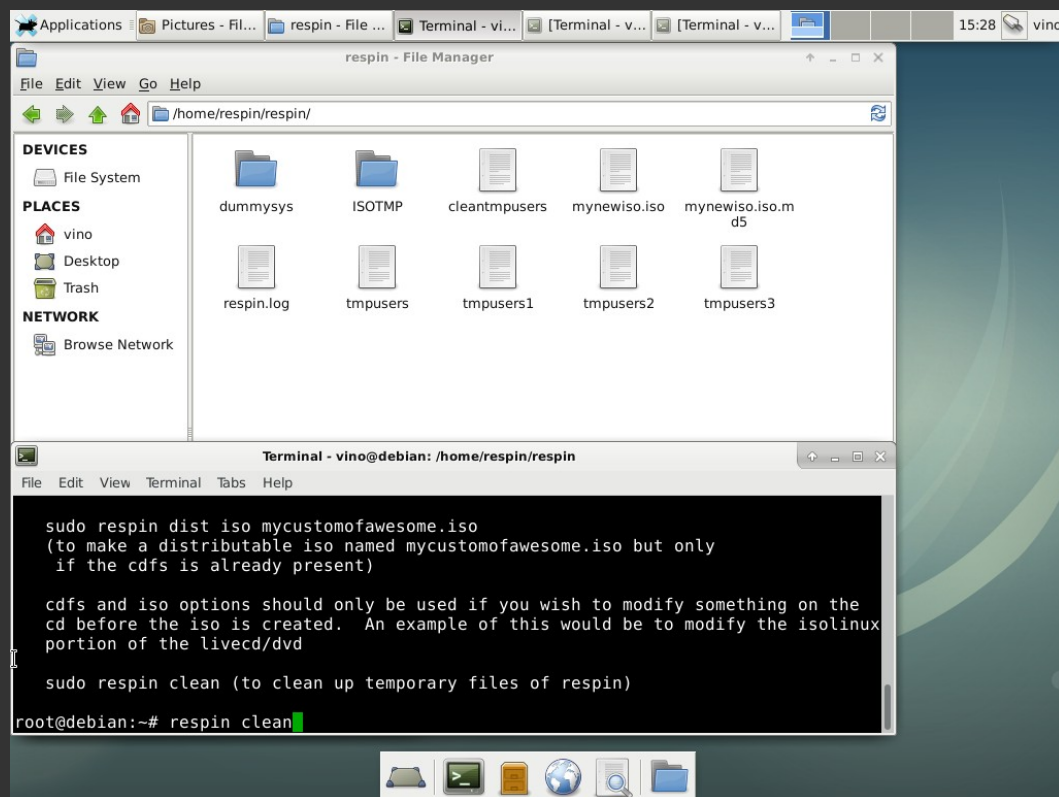 Applications Pictures - Fil... respin - File ... Terminal - vi... [Terminal - v... [Terminal - v... 15:28 vino
respin - File Manager
File Edit View Go Help
/home/respin/respin/
DEVICES
File System
PLACES
vino
Desktop
Trash
NETWORK
Browse Network
dummysys ISOTMP cleantmpusers mynewiso.iso mynewiso.iso.m
d5
respin.log tmpusers tmpusers1 tmpusers2 tmpusers3
Terminal - vino@debian: /home/respin/respin
File Edit View Terminal Tabs Help
sudo respin dist iso mycustomofawesome.iso
(to make a distributable iso named mycustomofawesome.iso but only
if the cdfs is already present)
cdfs and iso options should only be used if you wish to modify something on the
cd before the iso is created.  An example of this would be to modify the isolinux
portion of the livecd/dvd
sudo respin clean (to clean up temporary files of respin)
root@debian:~# respin clean